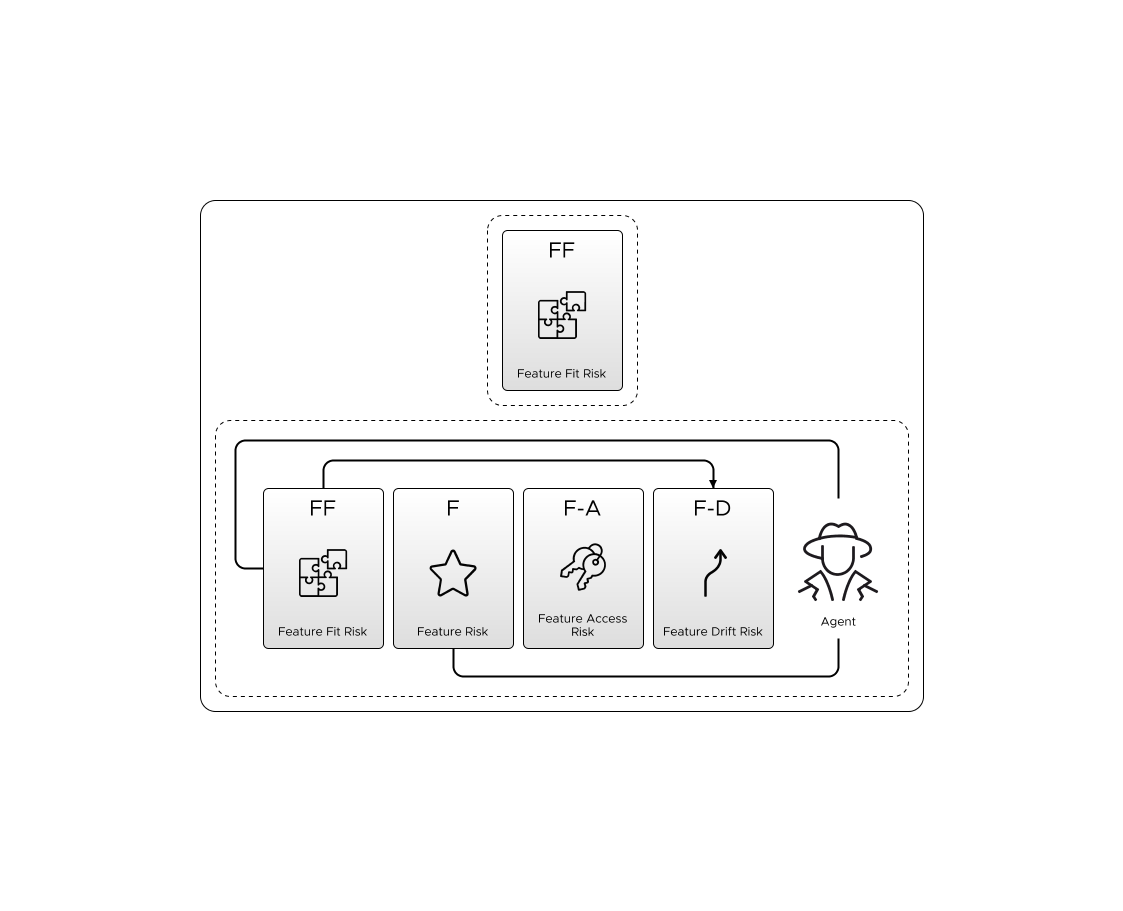 FF
Feature Fit Risk
FF
Feature Fit Risk
F
Feature Risk
F-A
Feature Access
Risk
F-D
Feature Drift Risk
Agent